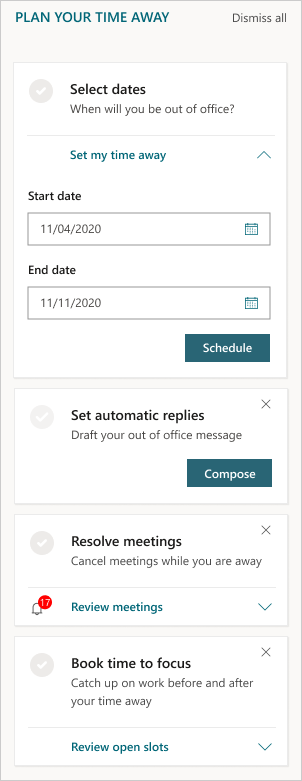 PLAN YOUR TIME AWAY
Dismiss all
Select dates
When will you be out of office?
Set my time away
Start date
11/04/2020
End date
11/11/2020
Schedule
Set automatic replies
Draft your out of office message
Compose
Resolve meetings
Cancel meetings while you are away
17
Review meetings
Book time to focus
Catch up on work before and after
your time away
Review open slots